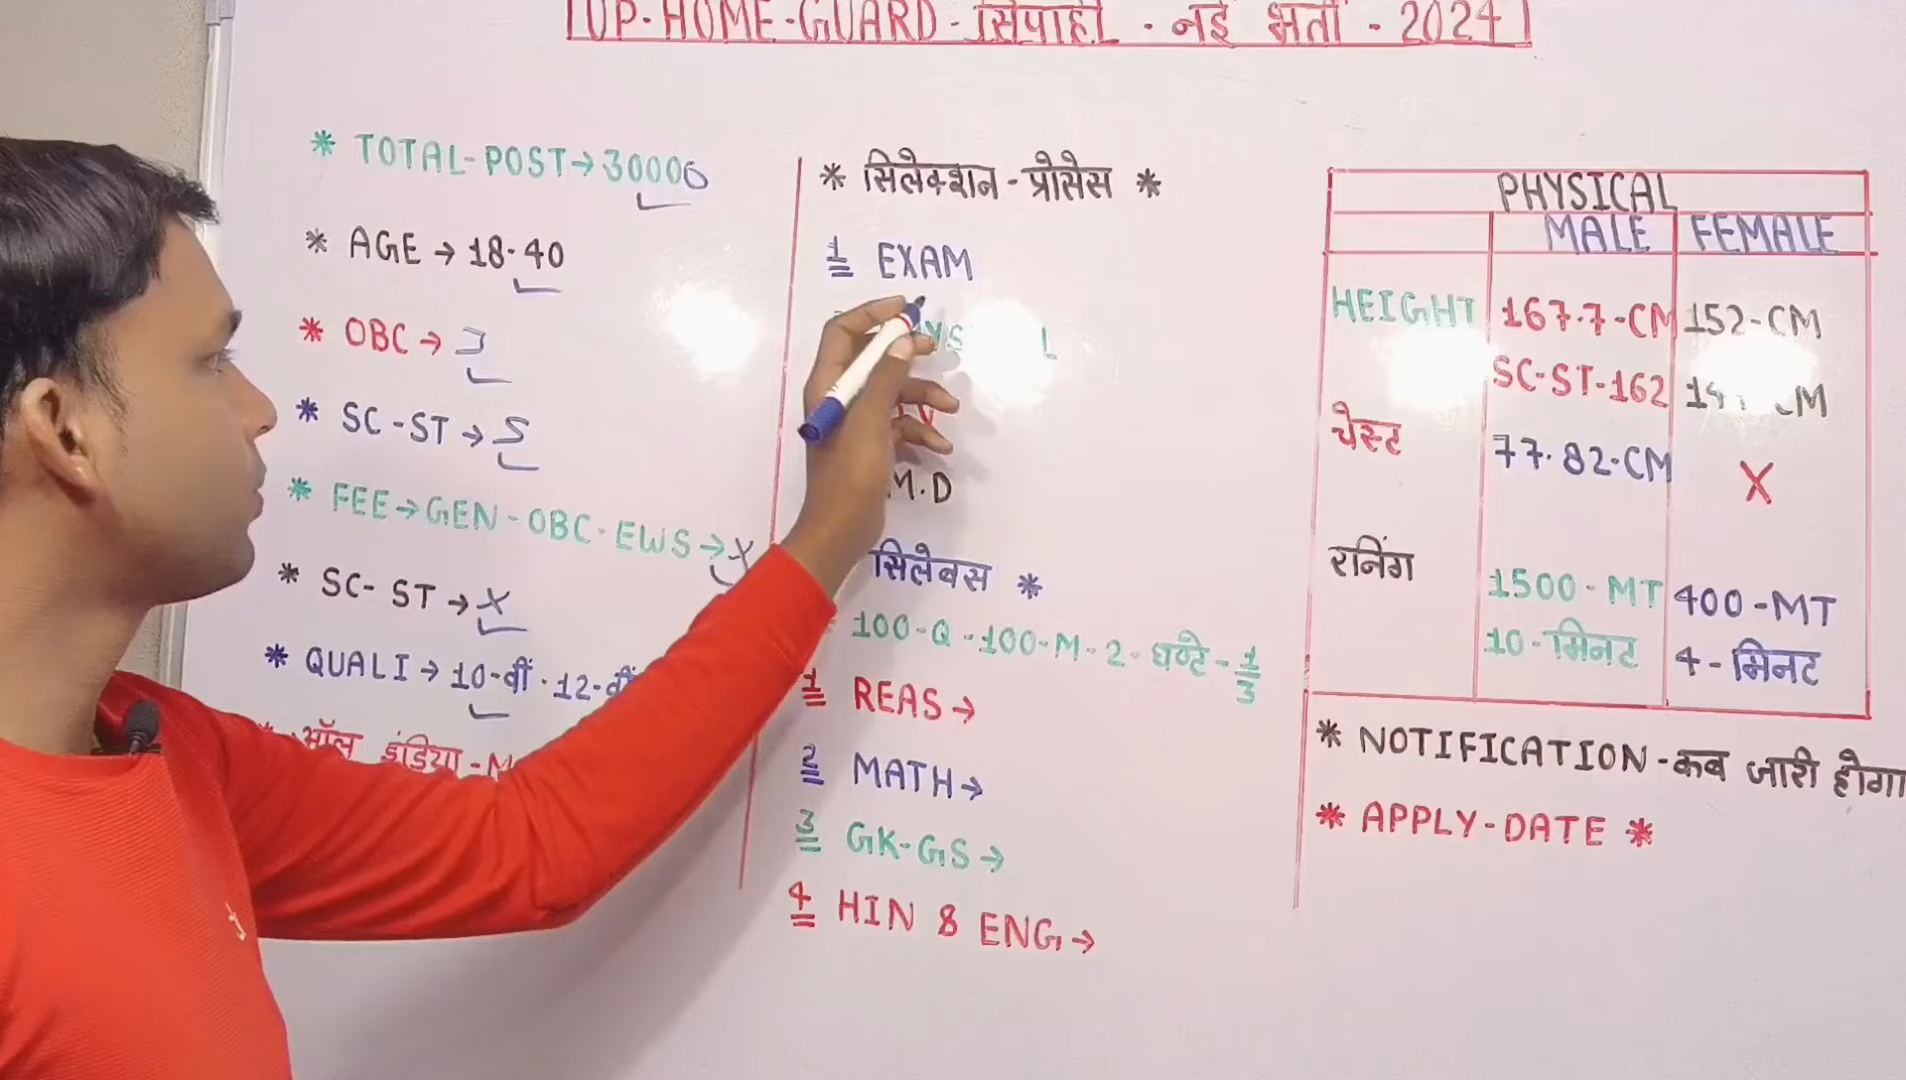 UP-HOME-GUARD-सिपाही - नई भर्ती - 2024
* TOTAL-POST→30000
* AGE→18-40
* OBC→3
* SC-ST→5
* FEE→GEN-OBC-EWS→X
* SC-ST→X
* QUALI→10-वीं-12-वीं
* ऑल इंडिया-
* सिलेक्शन-प्रोसेस *
1 EXAM
M.D
सिलेबस *
100-Q-100-M-2-घण्टे-1/3
1 REAS→
2 MATH→
3 GK-GS→
4 HIN & ENG→
PHYSICAL
MALE FEMALE
HEIGHT 167.7-CM 152-CM
SC-ST-162
चेस्ट 77.82-CM X
रनिंग 1500-MT 400-MT
10-मिनट 4-मिनट
* NOTIFICATION-कब जारी होगा
* APPLY-DATE *